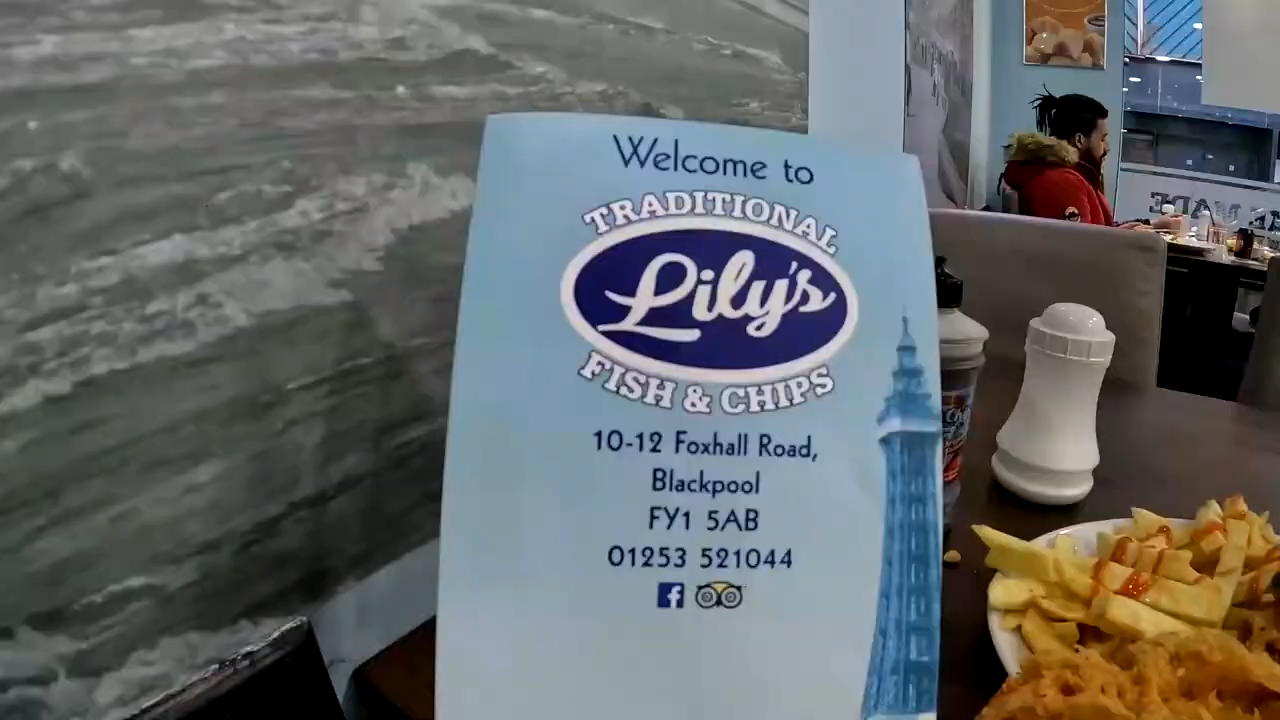 Welcome to
TRADITIONAL
Lily's
FISH & CHIPS
10-12 Foxhall Road,
Blackpool
FY1 5AB
01253 521044